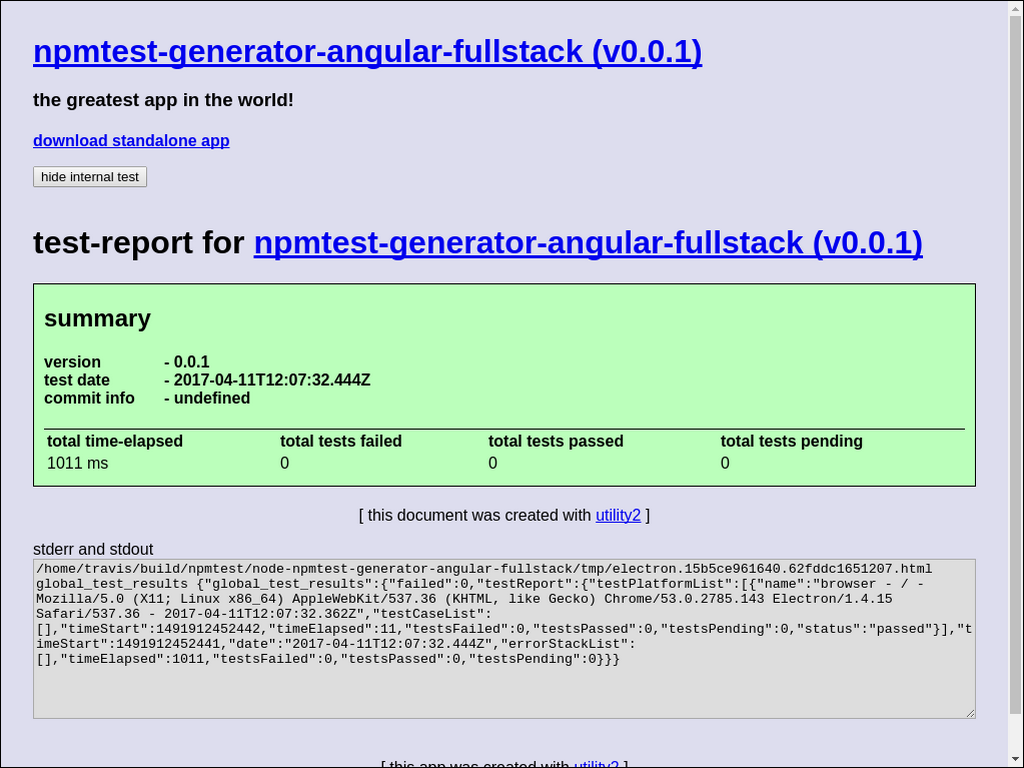 npmtest-generator-angular-fullstack (v0.0.1)
the greatest app in the world!
download standalone app
hide internal test
test-report for npmtest-generator-angular-fullstack (v0.0.1)
summary
version - 0.0.1
test date - 2017-04-11T12:07:32.444Z
commit info - undefined
total time-elapsed total tests failed total tests passed total tests pending
1011 ms 0 0 0
[ this document was created with utility2 ]
stderr and stdout
/home/travis/build/npmtest/node-npmtest-generator-angular-fullstack/tmp/electron.15b5ce961640.62fddc1651207.html
global_test_results {"global_test_results":{"failed":0,"testReport":{"testPlatformList":[{"name":"browser - / -
Mozilla/5.0 (X11; Linux x86_64) AppleWebKit/537.36 (KHTML, like Gecko) Chrome/53.0.2785.143 Electron/1.4.15
Safari/537.36 - 2017-04-11T12:07:32.362Z","testCaseList":
[],"timeStart":1491912452442,"timeElapsed":11,"testsFailed":0,"testsPassed":0,"testsPending":0,"status":"passed"}],"t
imeStart":1491912452441,"date":"2017-04-11T12:07:32.444Z","errorStackList":
[],"timeElapsed":1011,"testsFailed":0,"testsPassed":0,"testsPending":0}}}
[ this app was created with utility2 ]